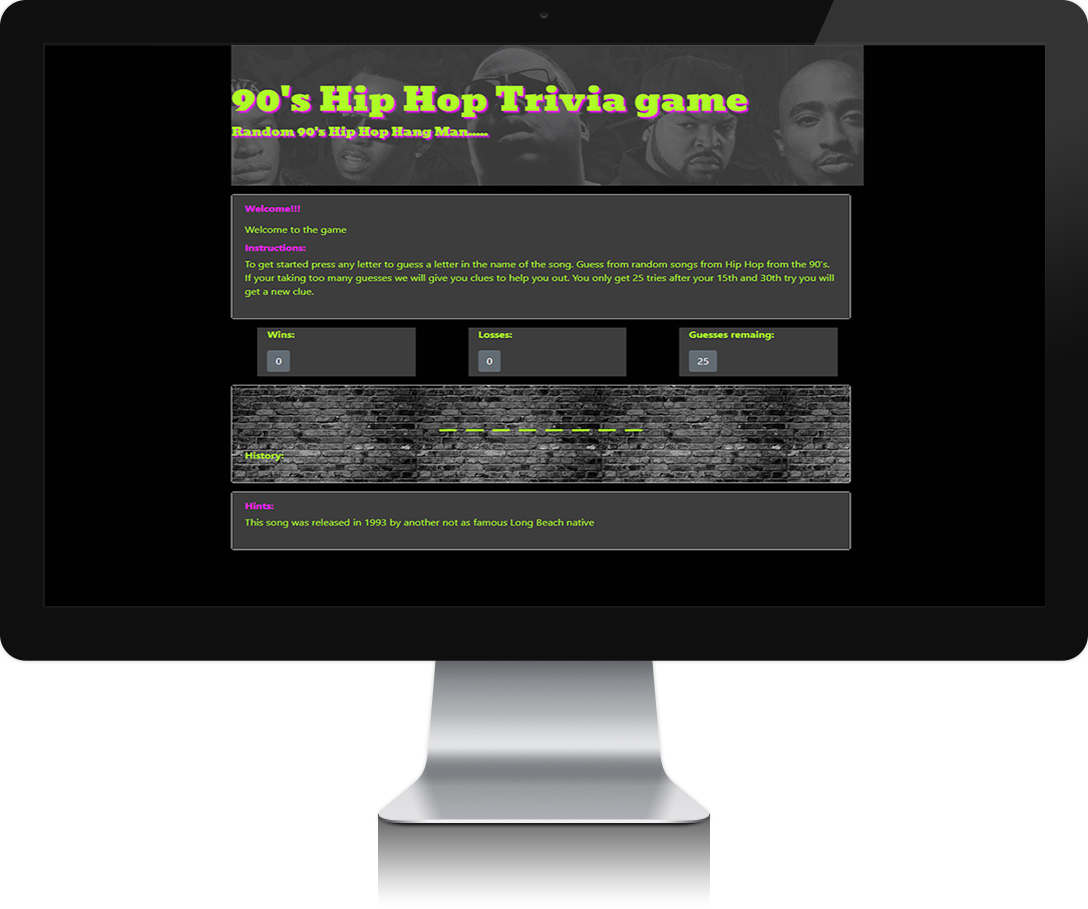 90's Hip Hop Trivia game
Random 90's Hip Hop Hang Man.....
Welcome!!!
Welcome to the game
Instructions:
To get started press any letter to guess a letter in the name of the song. Guess from random songs from Hip Hop from the 90's.
If your taking too many guesses we will give you clues to help you out. You only get 25 tries after your 15th and 30th try you will
get a new clue.
Wins: Losses: Guesses remaing:
0 0 25
_ _ _ _ _ _ _ _
History:
Hints:
This song was released in 1993 by another not as famous Long Beach native